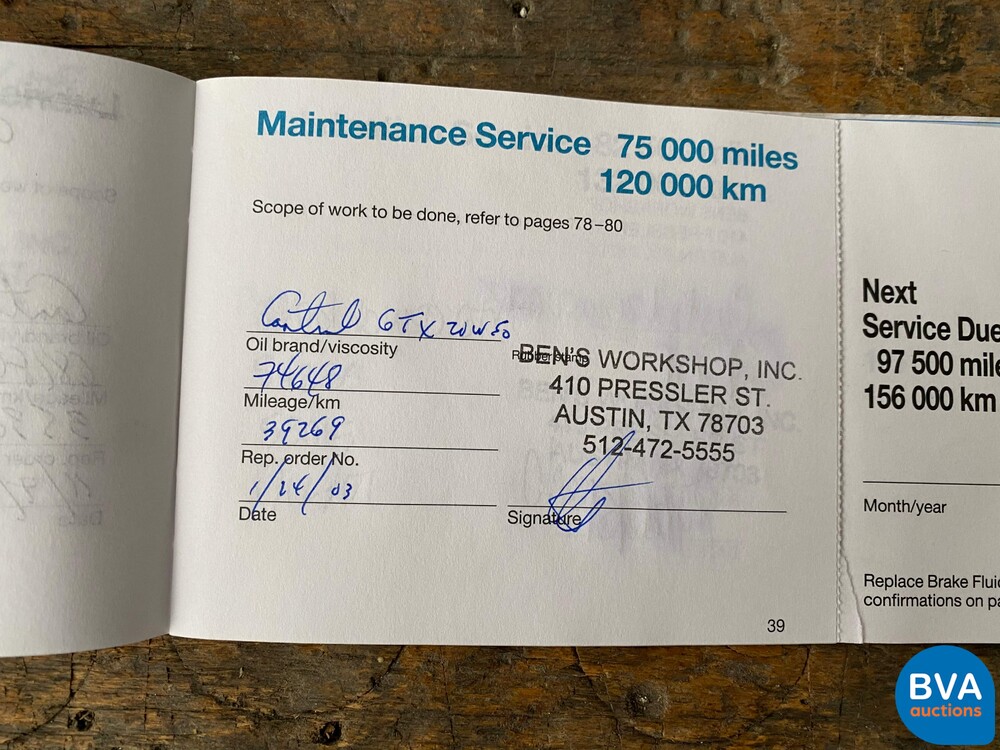 Maintenance Service 75 000 miles
120 000 km
Scope of work to be done, refer to pages 78–80
Castrol GTX 20W50
Oil brand/viscosity
74648
Mileage/km
39269
Rep. order No.
1/24/03
Date
Rubber stamp
BEN'S WORKSHOP, INC.
410 PRESSLER ST.
AUSTIN, TX 78703
512-472-5555
Signature
39
Next
Service Due
97 500 mile
156 000 km
Month/year
Replace Brake Fluid
confirmations on pa
BVA
auctions